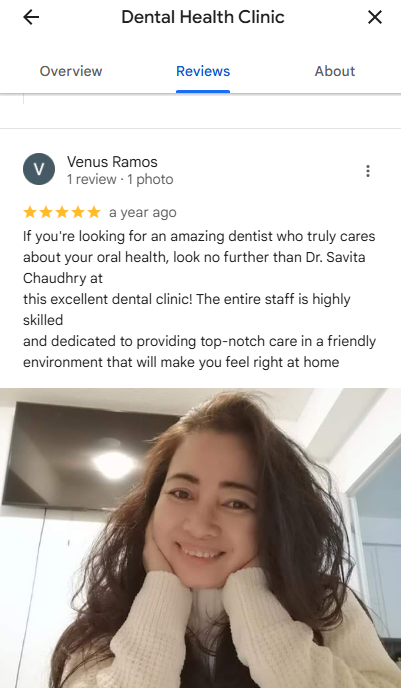 Dental Health Clinic
Overview Reviews About
V
Venus Ramos
1 review · 1 photo
a year ago
If you're looking for an amazing dentist who truly cares
about your oral health, look no further than Dr. Savita
Chaudhry at
this excellent dental clinic! The entire staff is highly
skilled
and dedicated to providing top-notch care in a friendly
environment that will make you feel right at home